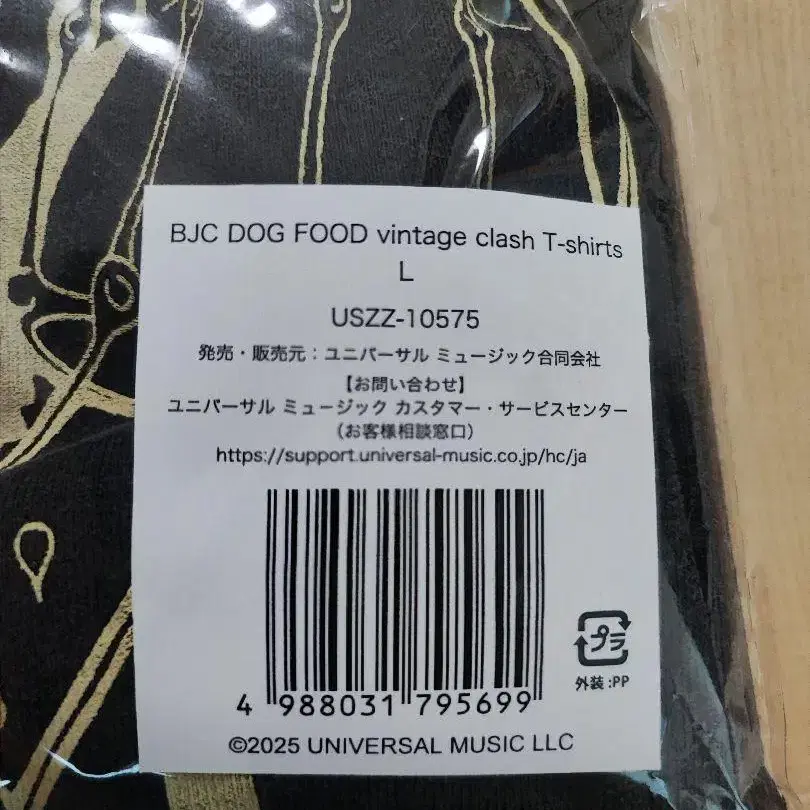 BJC DOG FOOD vintage clash T-shirts
L
USZZ-10575
発売・販売元：ユニバーサル ミュージック合同会社
【お問い合わせ】
ユニバーサル ミュージック カスタマー・サービスセンター
（お客様相談窓口）
https://support.universal-music.co.jp/hc/ja
4 988031 795699
プラ
外装:PP
©2025 UNIVERSAL MUSIC LLC